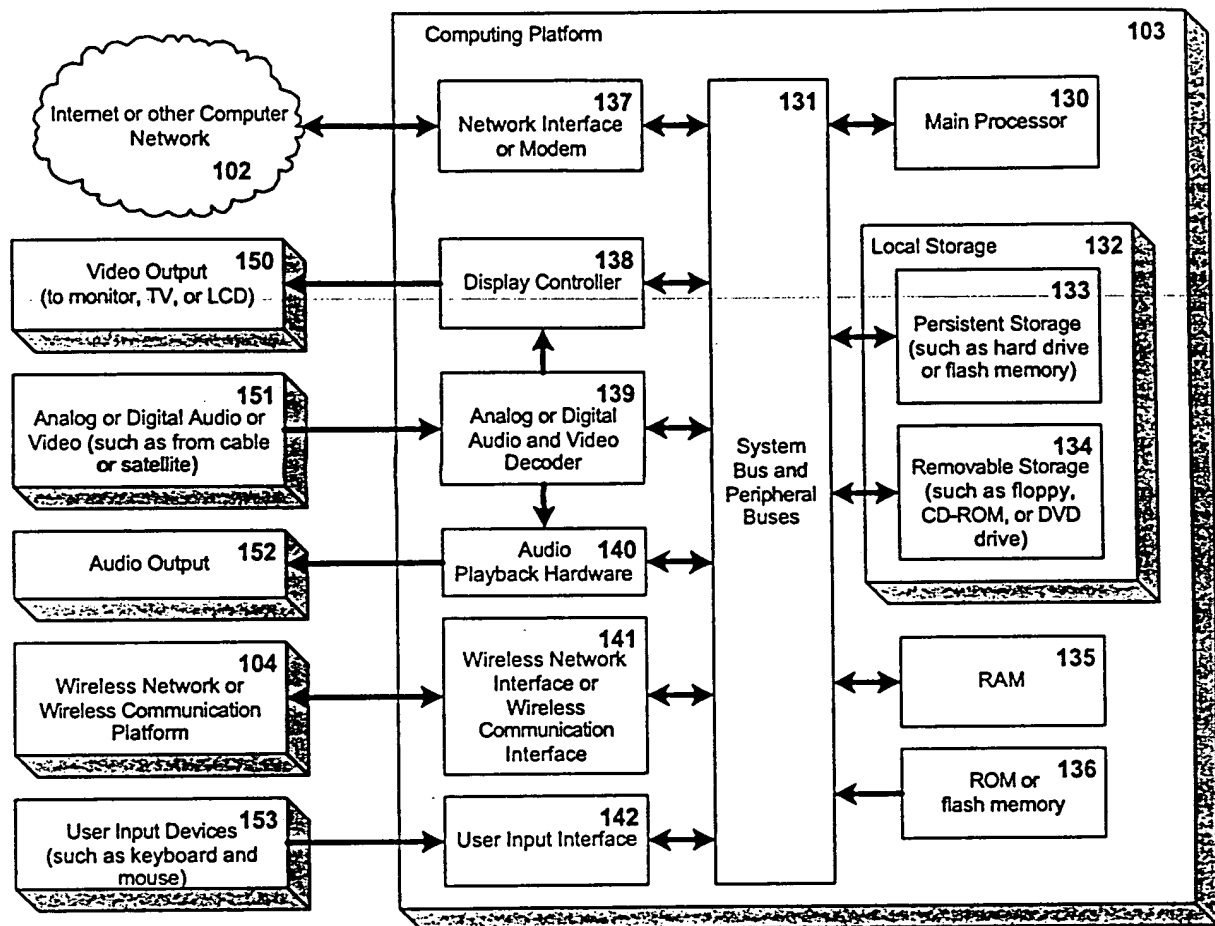 Computing Platform
103
Internet or other Computer
Network
102
137
Network Interface
or Modem
131
System
Bus and
Peripheral
Buses
130
Main Processor
150
Video Output
(to monitor, TV, or LCD)
138
Display Controller
Local Storage
132
133
Persistent Storage
(such as hard drive
or flash memory)
151
Analog or Digital Audio or
Video (such as from cable
or satellite)
139
Analog or Digital
Audio and Video
Decoder
134
Removable Storage
(such as floppy,
CD-ROM, or DVD
drive)
152
Audio Output
140
Audio
Playback Hardware
104
Wireless Network or
Wireless Communication
Platform
141
Wireless Network
Interface or
Wireless
Communication
Interface
135
RAM
136
ROM or
flash memory
153
User Input Devices
(such as keyboard and
mouse)
142
User Input Interface